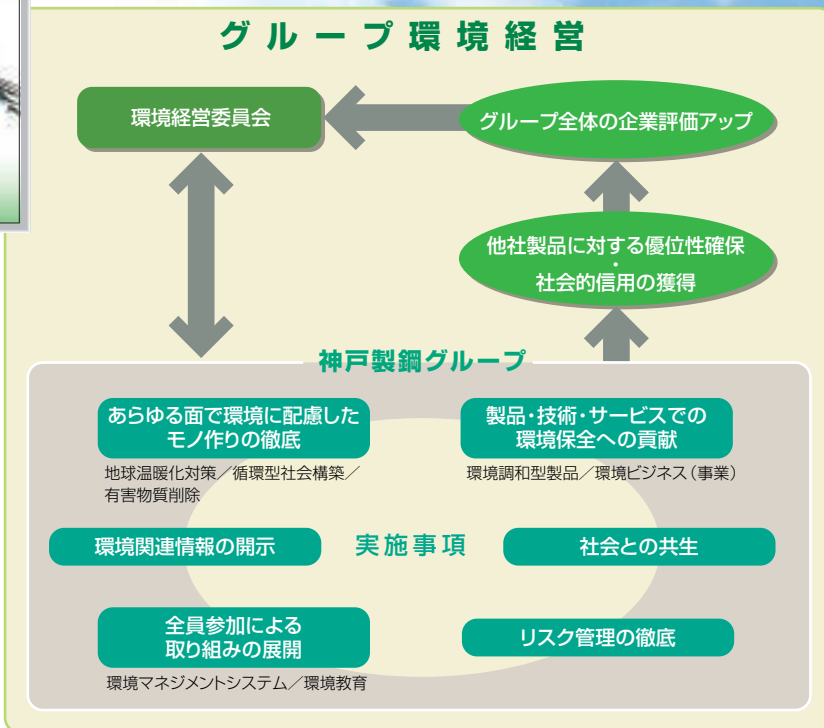 グループ環境経営
環境経営委員会
グループ全体の企業評価アップ
他社製品に対する優位性確保
・
社会的信用の獲得
神戸製鋼グループ
あらゆる面で環境に配慮した
モノ作りの徹底
地球温暖化対策／循環型社会構築／
有害物質削除
製品・技術・サービスでの
環境保全への貢献
環境調和型製品／環境ビジネス（事業）
環境関連情報の開示
実施事項
社会との共生
全員参加による
取り組みの展開
環境マネジメントシステム／環境教育
リスク管理の徹底